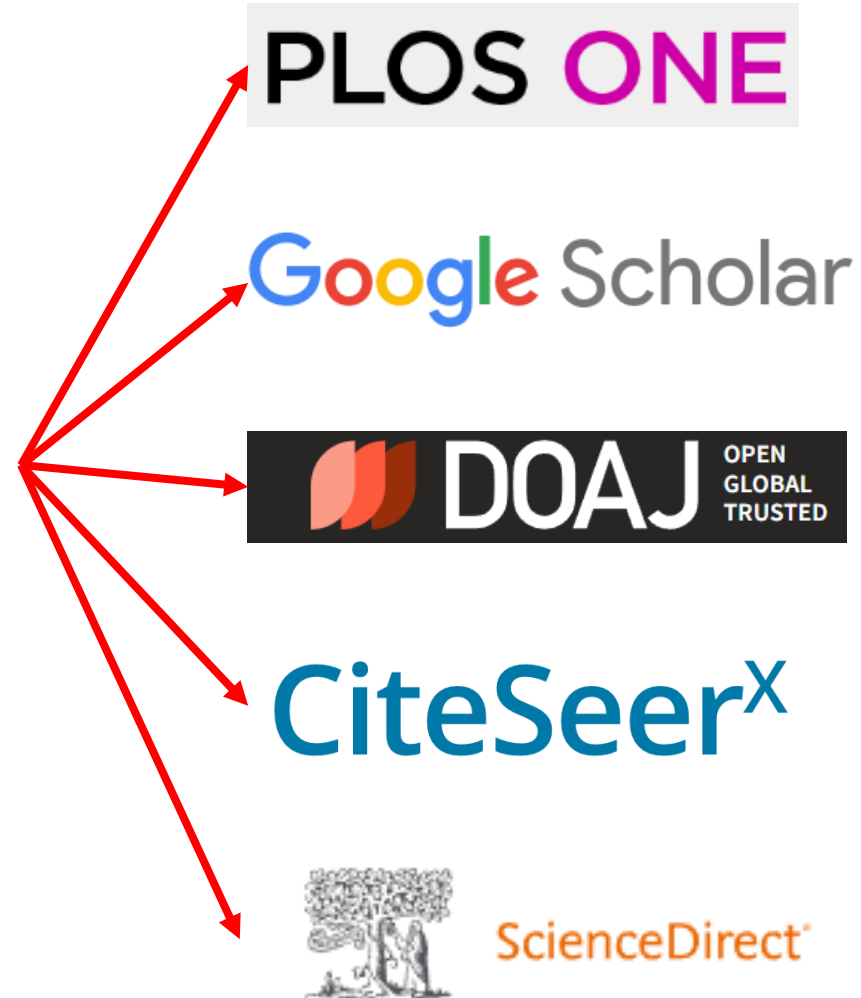 PLOS ONE
Google Scholar
DOAJ
OPEN
GLOBAL
TRUSTED
CiteSeerX
ScienceDirect